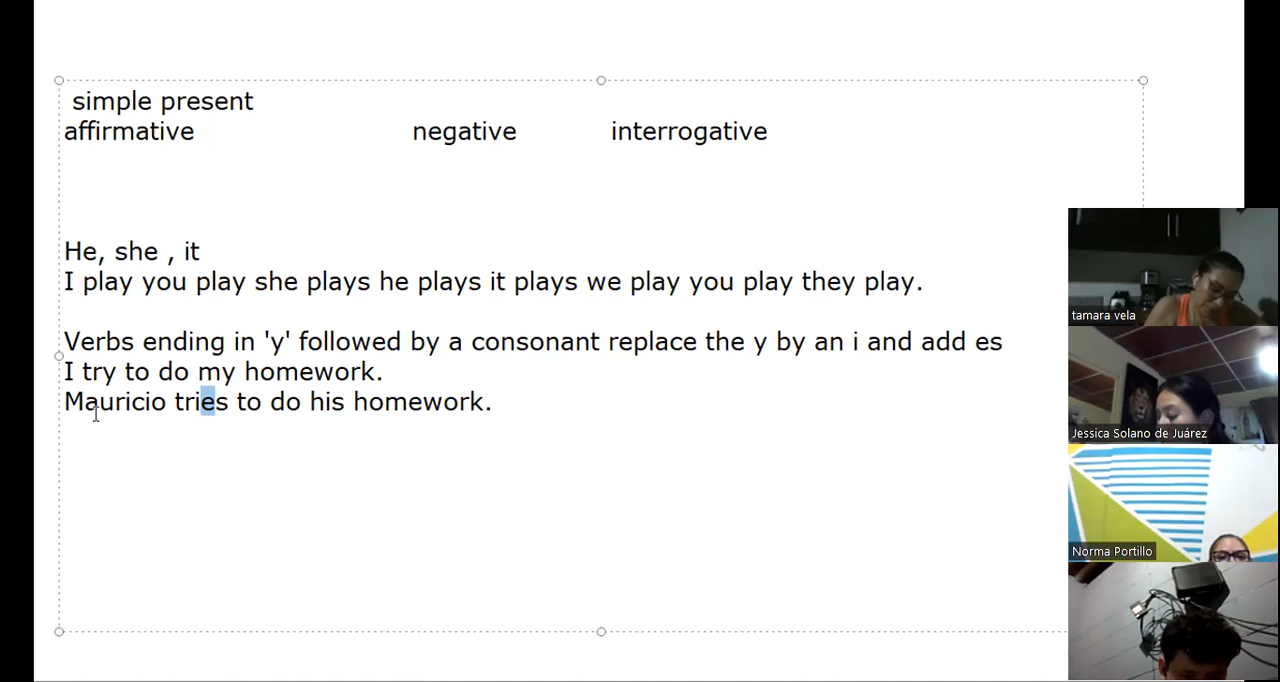 simple present
affirmative negative interrogative
He, she , it
I play you play she plays he plays it plays we play you play they play.
Verbs ending in 'y' followed by a consonant replace the y by an i and add es
I try to do my homework.
Mauricio tries to do his homework.
tamara vela
Jessica Solano de Juárez
Norma Portillo